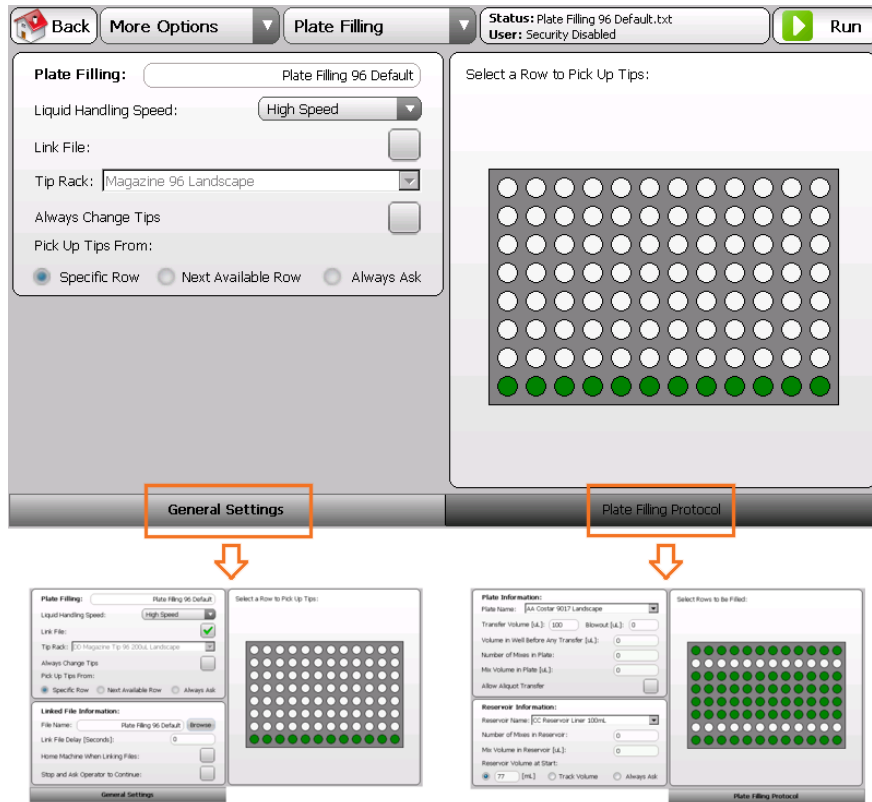 Back
More Options
Plate Filling
Status: Plate Filling 96 Default.txt
User: Security Disabled
Run
Plate Filling: Plate Filling 96 Default
Liquid Handling Speed: High Speed
Link File:
Tip Rack: Magazine 96 Landscape
Always Change Tips
Pick Up Tips From:
Specific Row Next Available Row Always Ask
Select a Row to Pick Up Tips:
General Settings
Plate Filling Protocol
Plate Filling: Plate Filling 96 Default
Liquid Handling Speed: High Speed
Link File:
Tip Rack: DD Magazine Tip 96 200uL Landscape
Always Change Tips
Pick Up Tips From:
Specific Row Next Available Row Always Ask
Linked File Information:
File Name: Plate Filling 96 Default Browse
Link File Delay [Seconds]: 0
Home Machine When Linking Files:
Stop and Ask Operator to Continue:
Select a Row to Pick Up Tips:
General Settings
Plate Information:
Plate Name: AA Costar 9017 Landscape
Transfer Volume [uL]: 100 Blowout [uL]: 0
Volume in Well Before Any Transfer [uL]: 0
Number of Mixes in Plate: 0
Mix Volume in Plate [uL]: 0
Allow Aliquot Transfer
Reservoir Information:
Reservoir Name: CC Reservoir Liner 100mL
Number of Mixes in Reservoir: 0
Mix Volume in Reservoir [uL]: 0
Reservoir Volume at Start:
77 [mL] Track Volume Always Ask
Select Rows to be Filled:
Plate Filling Protocol